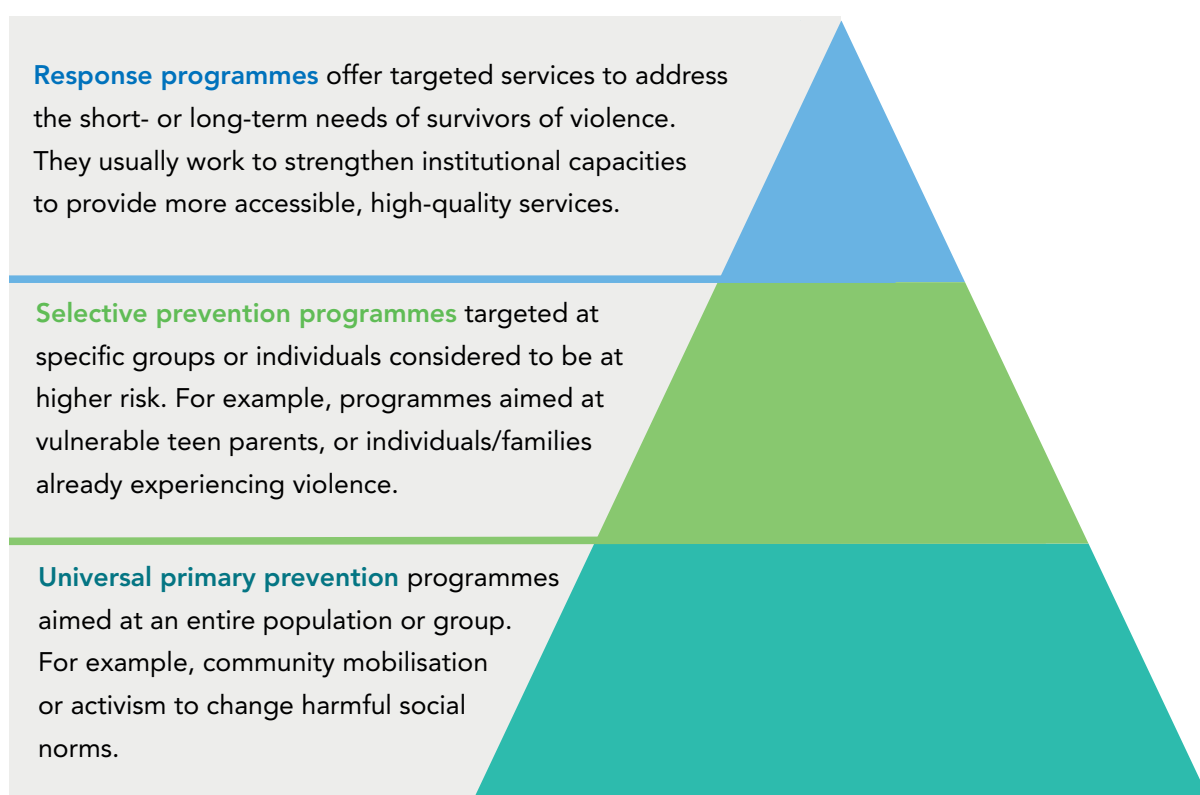 Response programmes offer targeted services to address
the short- or long-term needs of survivors of violence.
They usually work to strengthen institutional capacities
to provide more accessible, high-quality services.
Selective prevention programmes targeted at
specific groups or individuals considered to be at
higher risk. For example, programmes aimed at
vulnerable teen parents, or individuals/families
already experiencing violence.
Universal primary prevention programmes
aimed at an entire population or group.
For example, community mobilisation
or activism to change harmful social
norms.